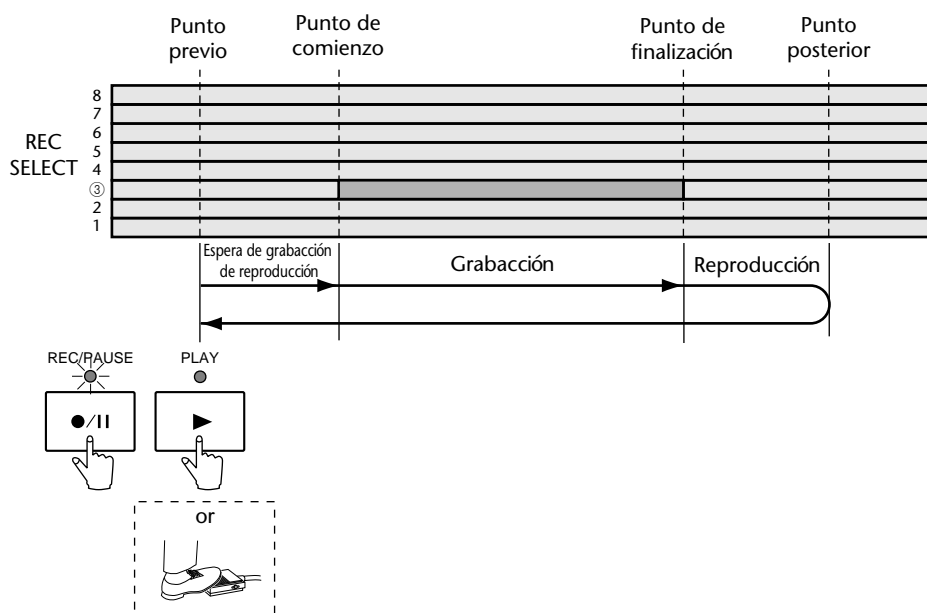 Punto
previo
Punto de
comienzo
Punto de
finalización
Punto
posterior
REC
SELECT
8
7
6
5
4
③
2
1
Espera de grabacción
de reproducción
Grabacción
Reproducción
REC/PAUSE
PLAY
or